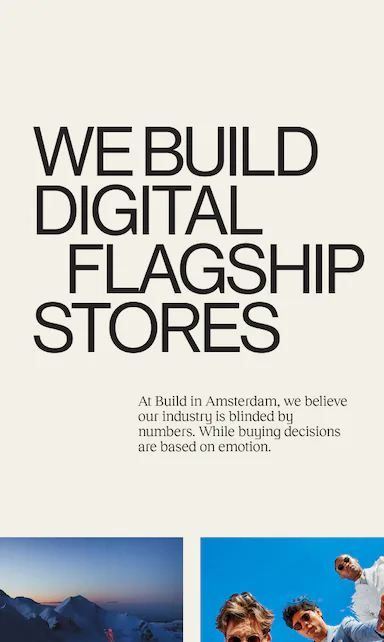 WE BUILD
DIGITAL
FLAGSHIP
STORES
At Build in Amsterdam, we believe
our industry is blinded by
numbers. While buying decisions
are based on emotion.